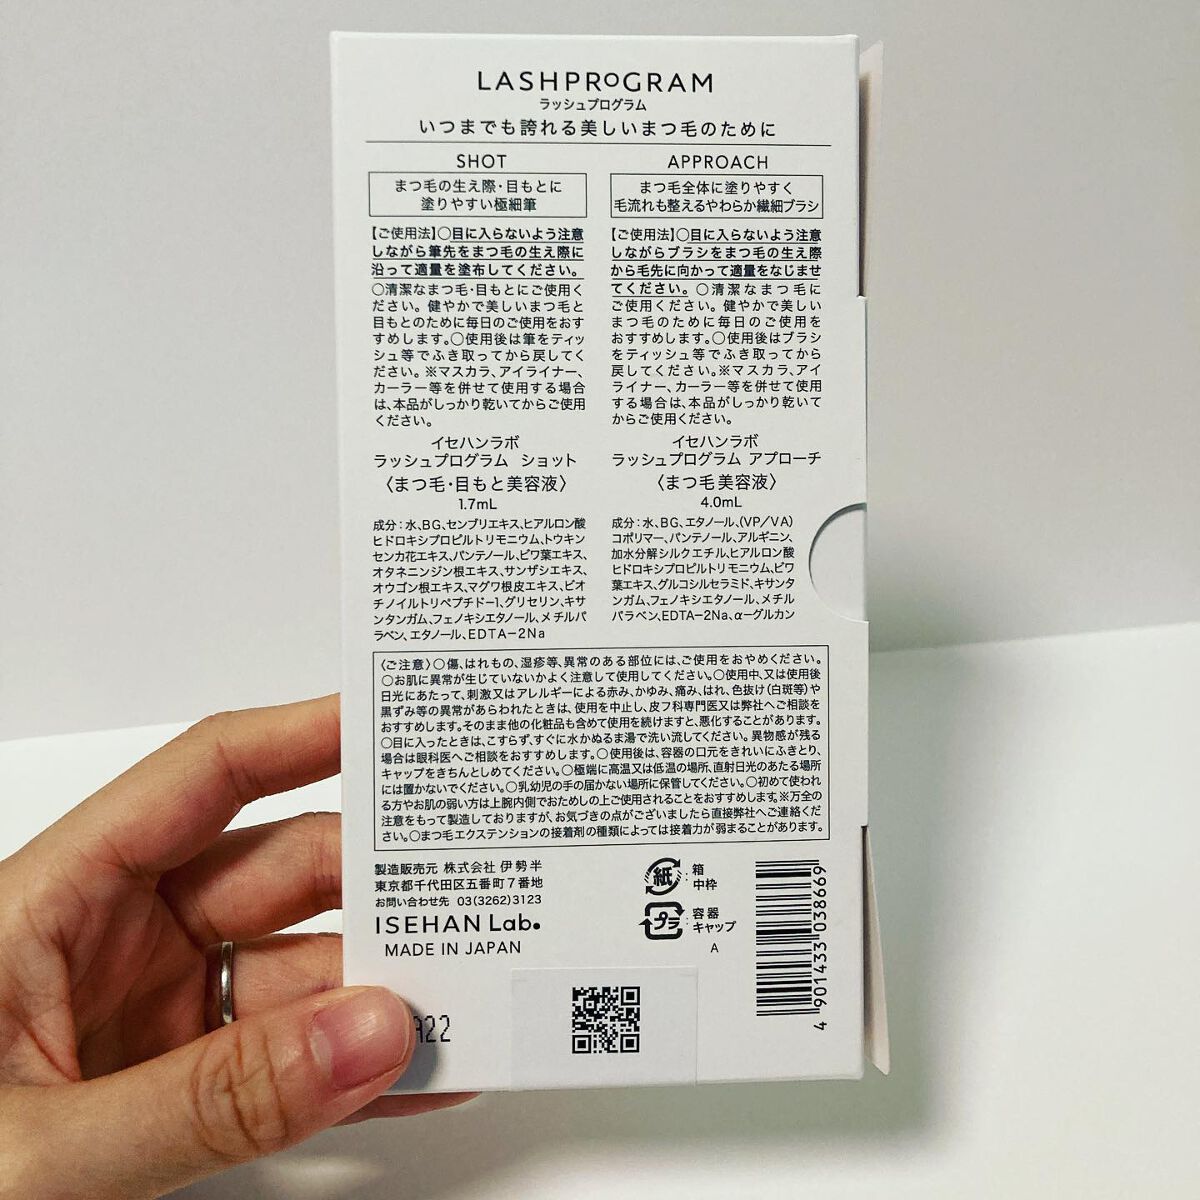 LASHPROGRAM
ラッシュプログラム
いつまでも誇れる美しいまつ毛のために
SHOT
まつ毛の生え際・目もとに
塗りやすい極細筆
【ご使用法】○目に入らないよう注意
しながら筆先をまつ毛の生え際に
沿って適量を塗布してください。
○清潔なまつ毛・目もとにご使用く
ださい。健やかで美しいまつ毛と
目もとのために毎日のご使用をおす
すめします。○使用後は筆をティッ
シュ等でふき取ってから戻してく
ださい。※マスカラ、アイライナー、
カーラー等を併せて使用する場合
は、本品がしっかり乾いてからご使用
ください。
イセハンラボ
ラッシュプログラム ショット
〈まつ毛・目もと美容液〉
1.7mL
成分：水、BG、センブリエキス、ヒアルロン酸
ヒドロキシプロピルトリモニウム、トウキン
センカ花エキス、パンテノール、ビワ葉エキス、
オタネニンジン根エキス、サンザシエキス、
オウゴン根エキス、マグワ根皮エキス、ビオ
チノイルトリペプチド-1、グリセリン、キサ
ンタンガム、フェノキシエタノール、メチルパ
ラベン、エタノール、EDTA-2Na
APPROACH
まつ毛全体に塗りやすく
毛流れも整えるやわらか繊細ブラシ
【ご使用法】○目に入らないよう注意
しながらブラシをまつ毛の生え際
から毛先に向かって適量をなじませ
てください。○清潔なまつ毛に
ご使用ください。健やかで美しい
まつ毛のために毎日のご使用を
おすすめします。○使用後はブラシ
をティッシュ等でふき取ってから
戻してください。※マスカラ、アイ
ライナー、カーラー等を併せて使用
する場合は、本品がしっかり乾いて
からご使用ください。
イセハンラボ
ラッシュプログラム アプローチ
〈まつ毛美容液〉
4.0mL
成分：水、BG、エタノール、(VP/VA)
コポリマー、パンテノール、アルギニン、
加水分解シルクエチル、ヒアルロン酸
ヒドロキシプロピルトリモニウム、ビワ
葉エキス、グルコシルセラミド、キサンタ
ンガム、フェノキシエタノール、メチル
パラベン、EDTA-2Na、α-グルカン
〈ご注意〉○傷、はれもの、湿疹等、異常のある部位には、ご使用をおやめください。
○お肌に異常が生じていないかよく注意して使用してください。○使用中、又は使用後
日光にあたって、刺激又はアレルギーによる赤み、かゆみ、痛み、はれ、色抜け(白斑等)や
黒ずみ等の異常があらわれたときは、使用を中止し、皮フ科専門医又は弊社へご相談を
おすすめします。そのまま他の化粧品も含めて使用を続けますと、悪化することがあります。
○目に入ったときは、こすらず、すぐに水かぬるま湯で洗い流してください。異物感が残る
場合は眼科医へご相談をおすすめします。○使用後は、容器の口元をきれいにふきとり、
キャップをきちんとしめてください。○極端に高温又は低温の場所、直射日光のあたる場所
には置かないでください。○乳幼児の手の届かない場所に保管してください。○初めて使われ
る方やお肌の弱い方は上腕内側でおためしの上ご使用されることをおすすめします。※万全の
注意をもって製造しておりますが、お気づきの点がございましたら直接弊社へご連絡くだ
さい。○まつ毛エクステンションの接着剤の種類によっては接着力が弱まることがあります。
製造販売元 株式会社 伊勢半
東京都千代田区五番町7番地
お問い合わせ先 03(3262)3123
ISEHAN Lab.
MADE IN JAPAN
紙：箱
中枠
プラ：容器
キャップ
A
4 901433 038669
A22